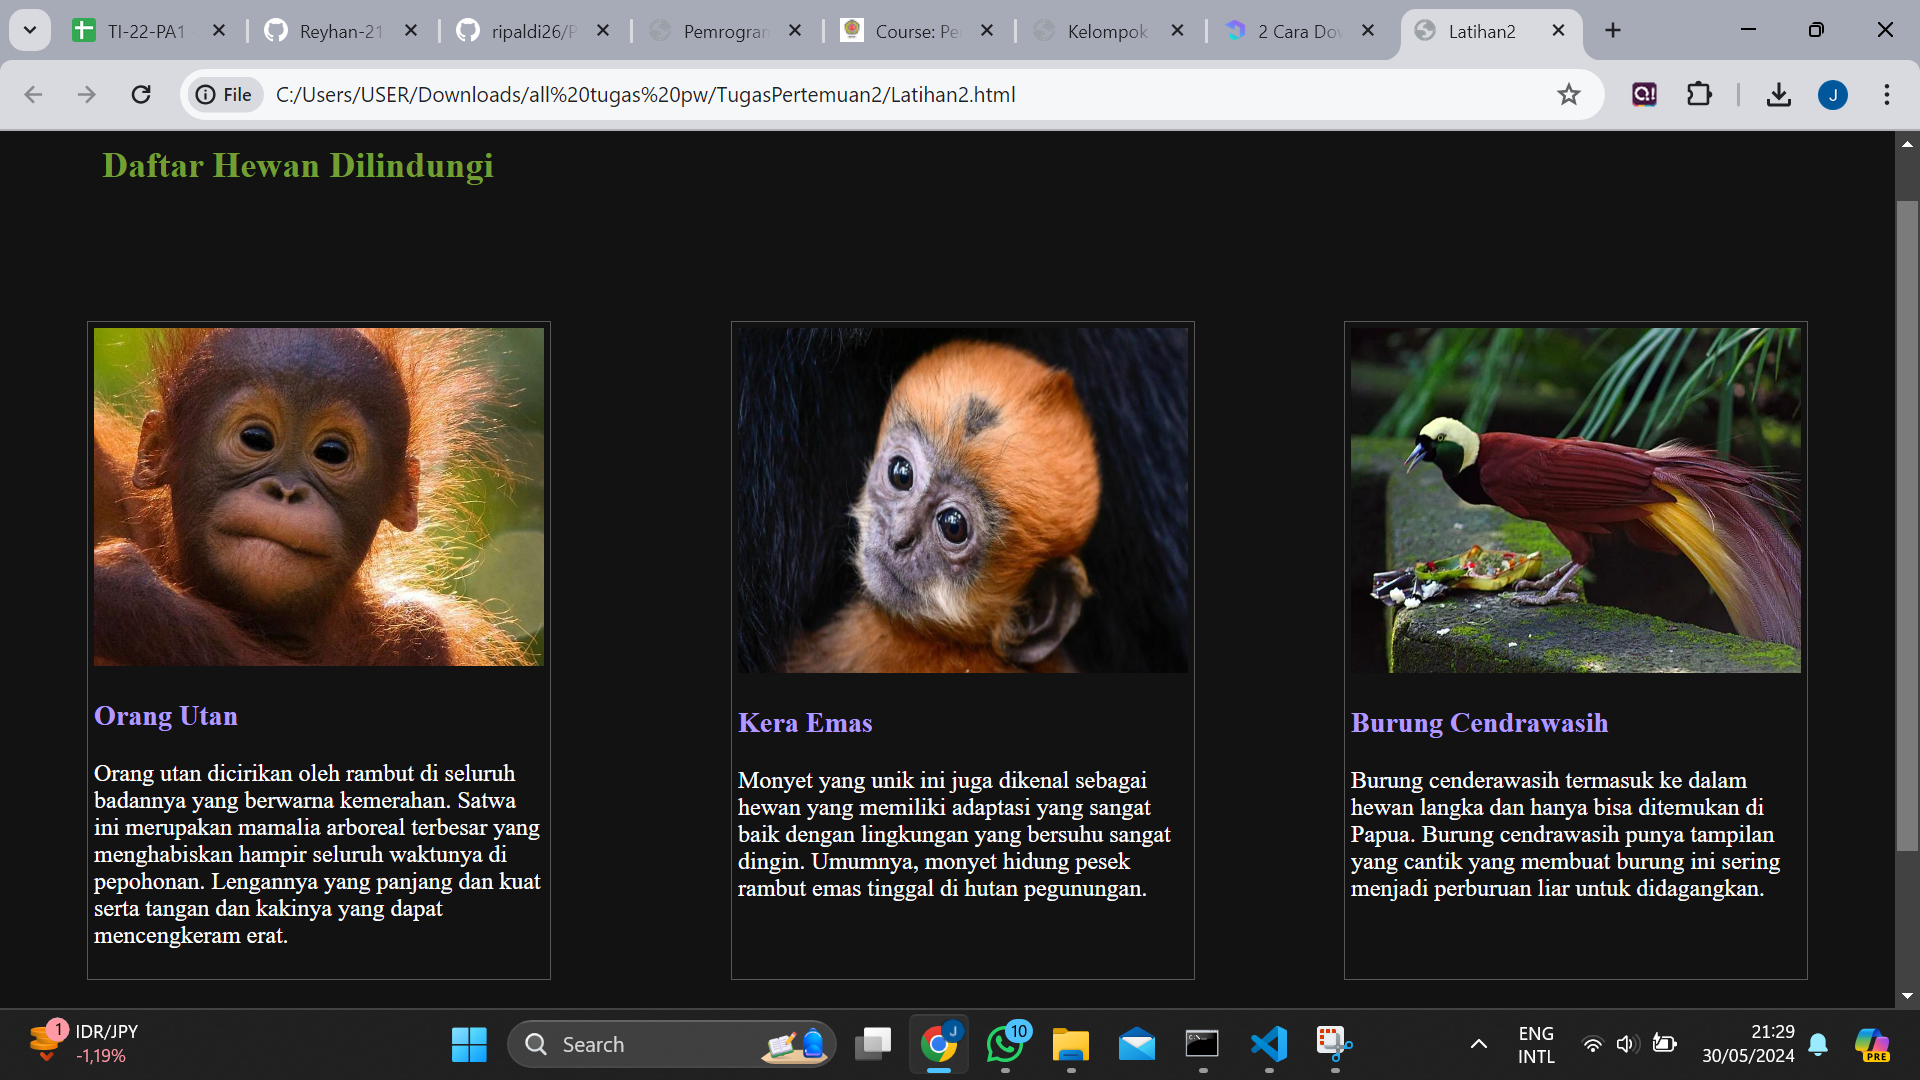 TI-22-PA1
Reyhan-21
ripaldi26/P
Pemrogram
Course: Pe
Kelompok
2 Cara Dow
Latihan2
File
C:/Users/USER/Downloads/all%20tugas%20pw/TugasPertemuan2/Latihan2.html
J
Daftar Hewan Dilindungi
Orang Utan
Orang utan dicirikan oleh rambut di seluruh
badannya yang berwarna kemerahan. Satwa
ini merupakan mamalia arboreal terbesar yang
menghabiskan hampir seluruh waktunya di
pepohonan. Lengannya yang panjang dan kuat
serta tangan dan kakinya yang dapat
mencengkeram erat.
Kera Emas
Monyet yang unik ini juga dikenal sebagai
hewan yang memiliki adaptasi yang sangat
baik dengan lingkungan yang bersuhu sangat
dingin. Umumnya, monyet hidung pesek
rambut emas tinggal di hutan pegunungan.
Burung Cendrawasih
Burung cenderawasih termasuk ke dalam
hewan langka dan hanya bisa ditemukan di
Papua. Burung cendrawasih punya tampilan
yang cantik yang membuat burung ini sering
menjadi perburuan liar untuk didagangkan.
1
IDR/JPY
-1,19%
Search
J
10
ENG
INTL
21:29
30/05/2024
PRE